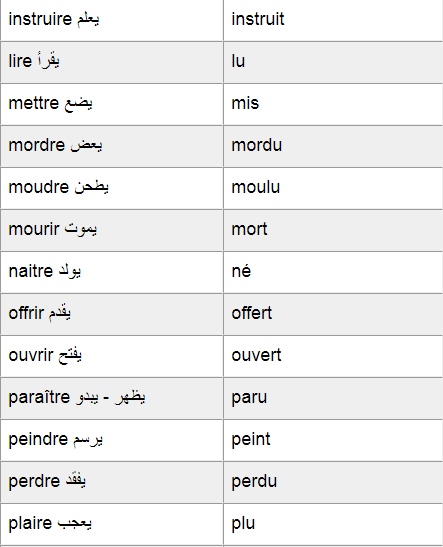 instruire يعلم instruit
lire يقرأ lu
mettre يضع mis
mordre يعض mordu
moudre يطحن moulu
mourir يموت mort
naitre يولد né
offrir يقدم offert
ouvrir يفتح ouvert
paraître يظهر - يبدو paru
peindre يرسم peint
perdre يفقد perdu
plaire يعجب plu